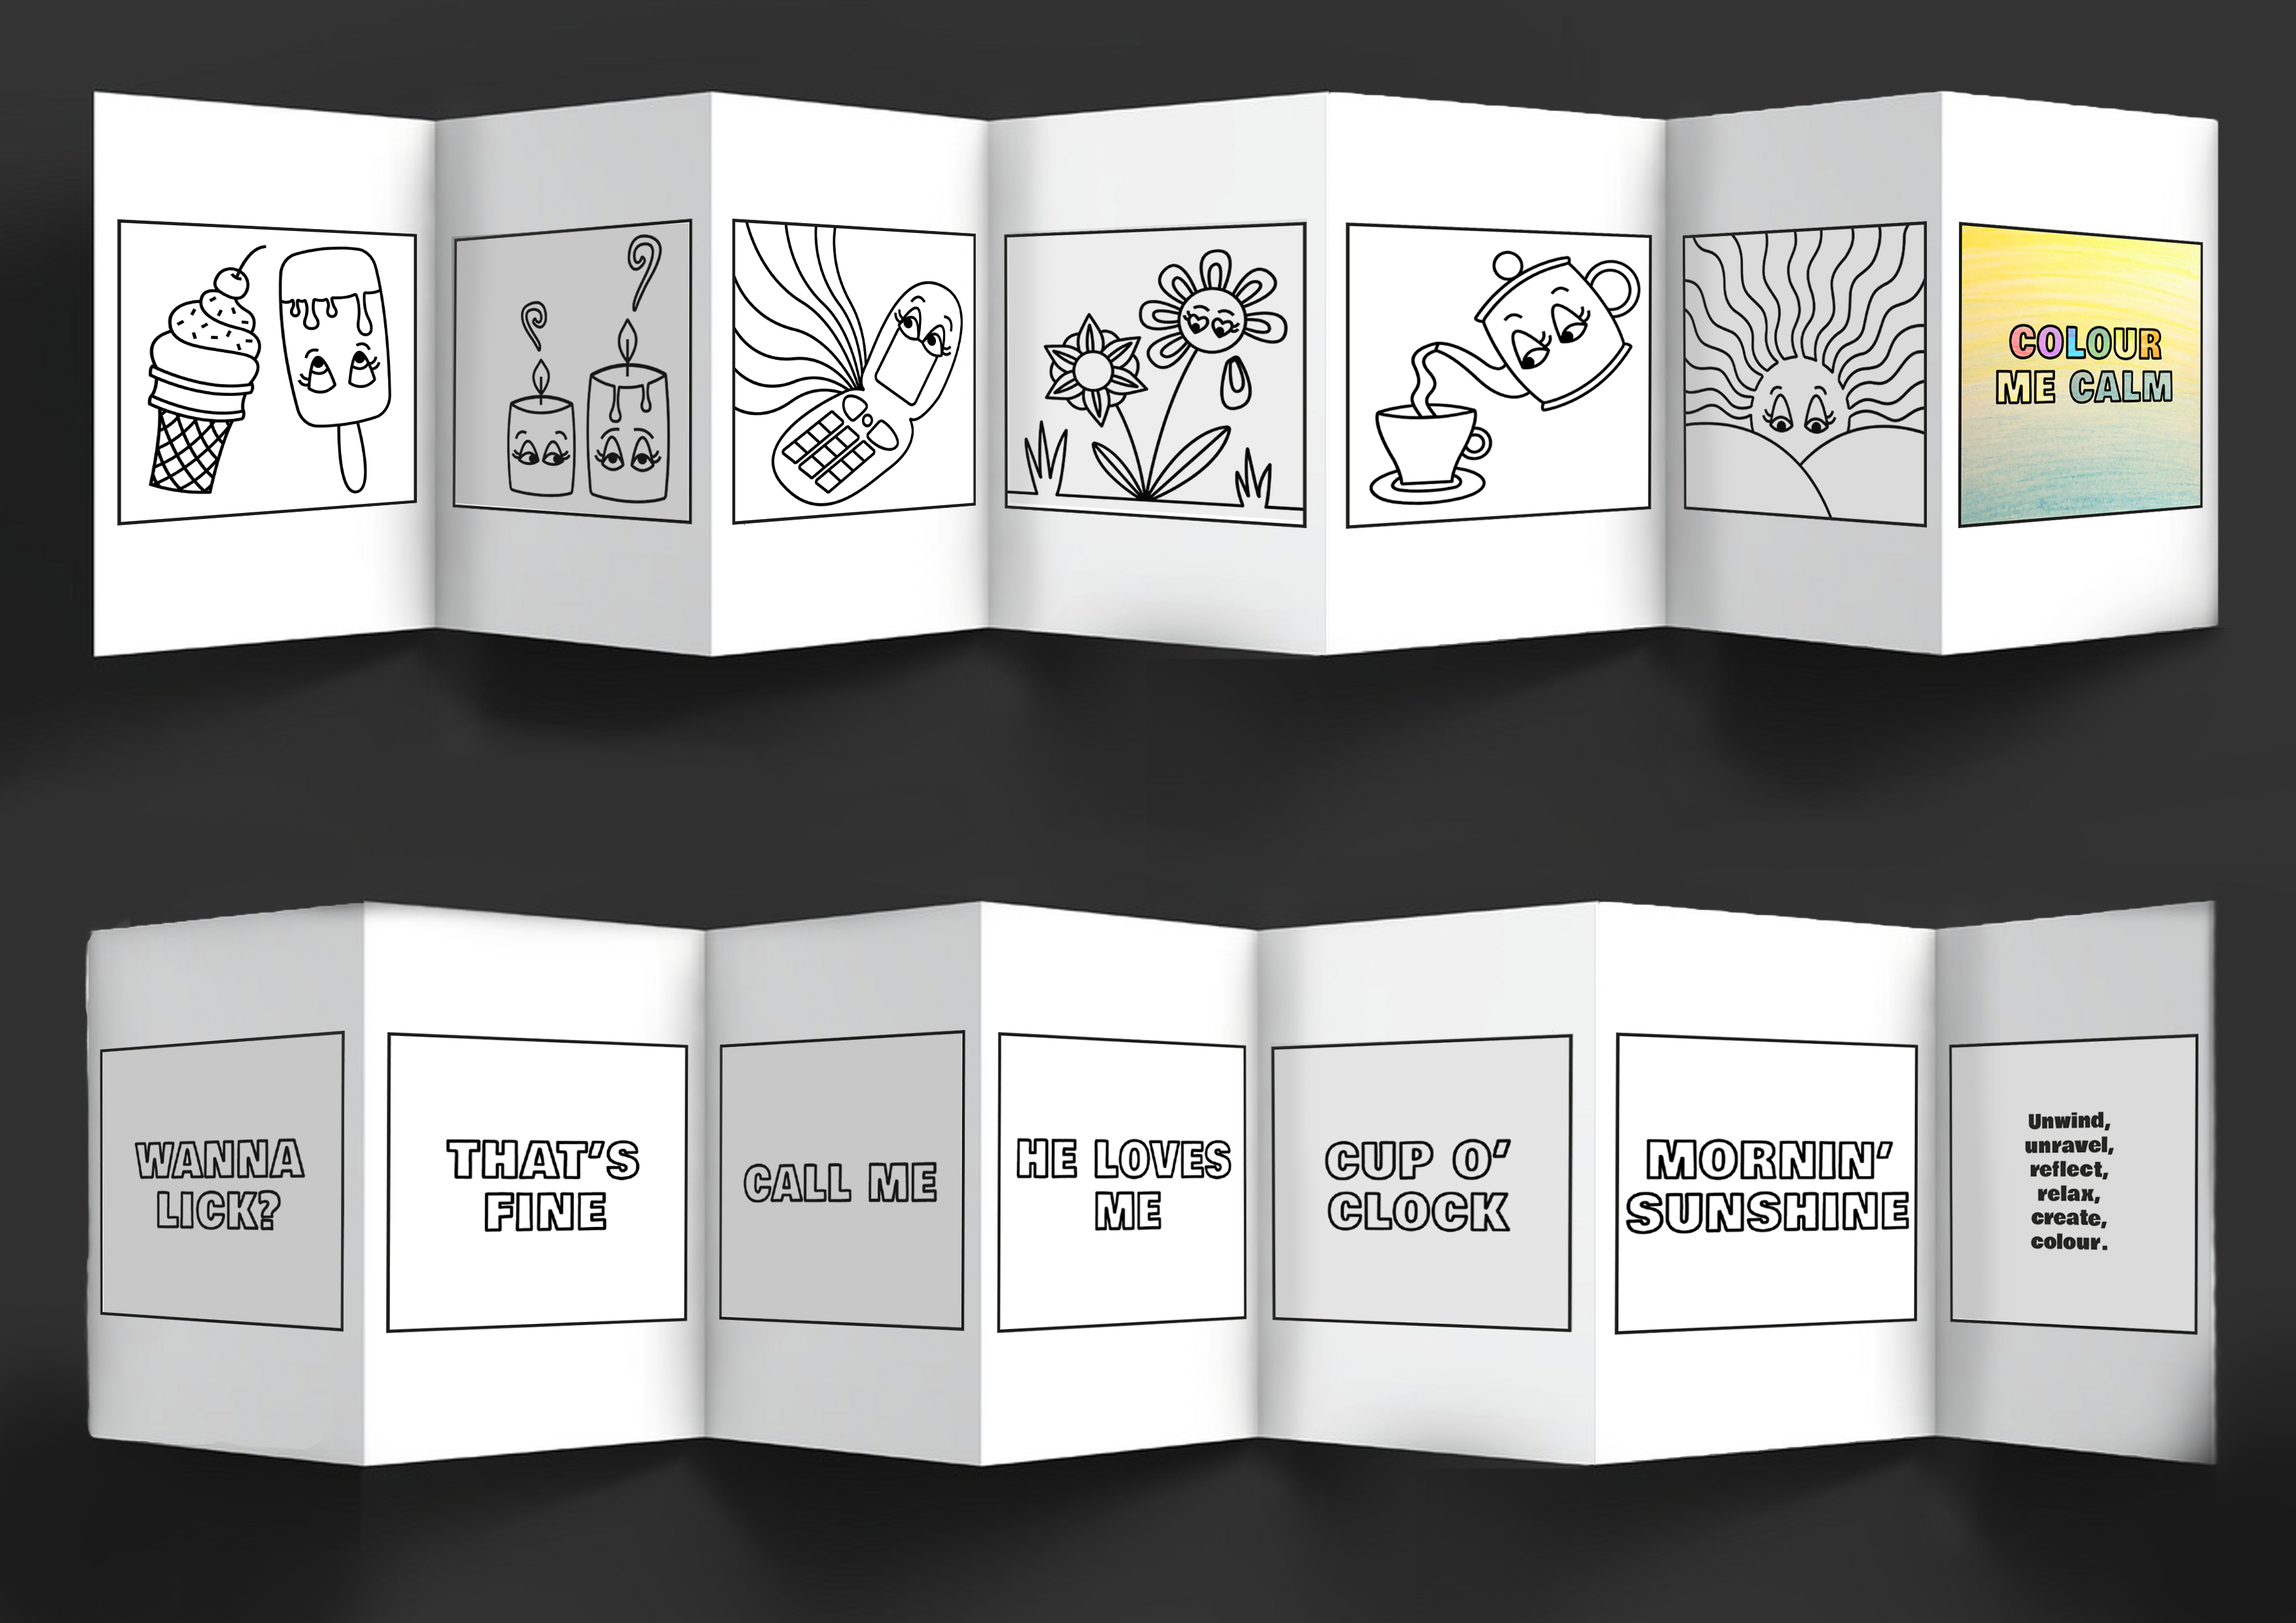 COLOUR
ME CALM
WANNA
LICK?
THAT'S
FINE
CALL ME
HE LOVES
ME
CUP O'
CLOCK
MORNIN'
SUNSHINE
Unwind,
unravel,
reflect,
relax,
create,
colour.